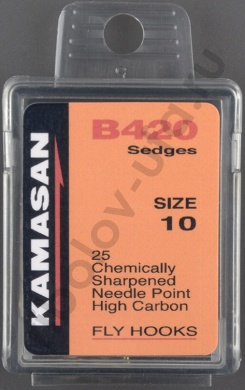 B420
Sedges
KAMASAN
SIZE
10
25
Chemically
Sharpened
Needle Point
High Carbon
FLY HOOKS